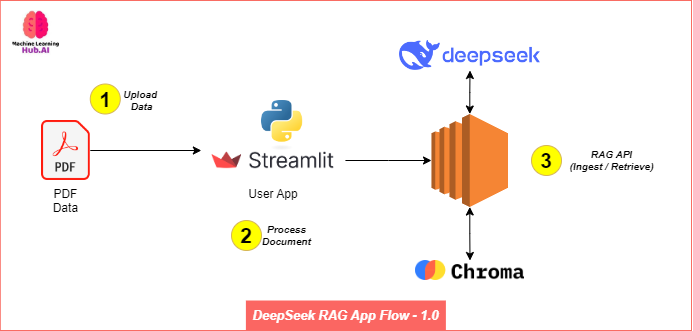 Machine Learning
Hub.AI
deepseek
1
Upload
Data
PDF
Streamlit
3
RAG API
(Ingest / Retrieve)
PDF
Data
User App
2
Process
Document
Chroma
DeepSeek RAG App Flow - 1.0